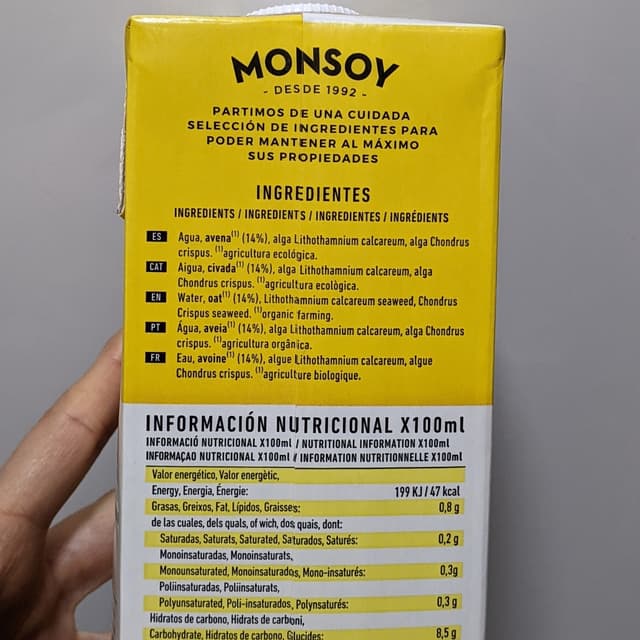 MONSOY
- DESDE 1992 -
PARTIMOS DE UNA CUIDADA
SELECCIÓN DE INGREDIENTES PARA
PODER MANTENER AL MÁXIMO
SUS PROPIEDADES
INGREDIENTES
INGREDIENTS / INGREDIENTS / INGREDIENTES / INGRÉDIENTS
ES Agua, avena(1) (14%), alga Lithothamnium calcareum, alga Chondrus
crispus. (1)agricultura ecológica.
CAT Aigua, civada(1) (14%), alga Lithothamnium calcareum, alga
Chondrus crispus. (1)agricultura ecològica.
EN Water, oat(1) (14%), Lithothamnium calcareum seaweed, Chondrus
Crispus seaweed. (1)organic farming.
PT Água, aveia(1) (14%), alga Lithothamnium calcareum, alga Chondrus
crispus. (1)agricultura orgânica.
FR Eau, avoine(1) (14%), algue Lithothamnium calcareum, algue
Chondrus crispus. (1)agriculture biologique.
INFORMACIÓN NUTRICIONAL X100ml
INFORMACIÓ NUTRICIONAL X100ml / NUTRITIONAL INFORMATION X100ml
INFORMAÇAO NUTRICIONAL X100ml / INFORMATION NUTRITIONNELLE X100ml
Valor energético, Valor energètic,
Energy, Energia, Énergie: 199 KJ / 47 kcal
Grasas, Greixos, Fat, Lípidos, Graisses: 0,8 g
de las cuales, dels quals, of wich, dos quais, dont:
Saturadas, Saturats, Saturated, Saturados, Saturés: 0,2 g
Monoinsaturadas, Monoinsaturats,
Monounsaturated, Monoinsaturados, Mono-insaturés: 0,3g
Poliinsaturadas, Poliinsaturats,
Polyunsaturated, Poli-insaturados, Polynsaturés: 0,3 g
Hidratos de carbono, Hidrats de carboni,
Carbohydrate, Hidratos de carbono, Glucides: 8,5 g